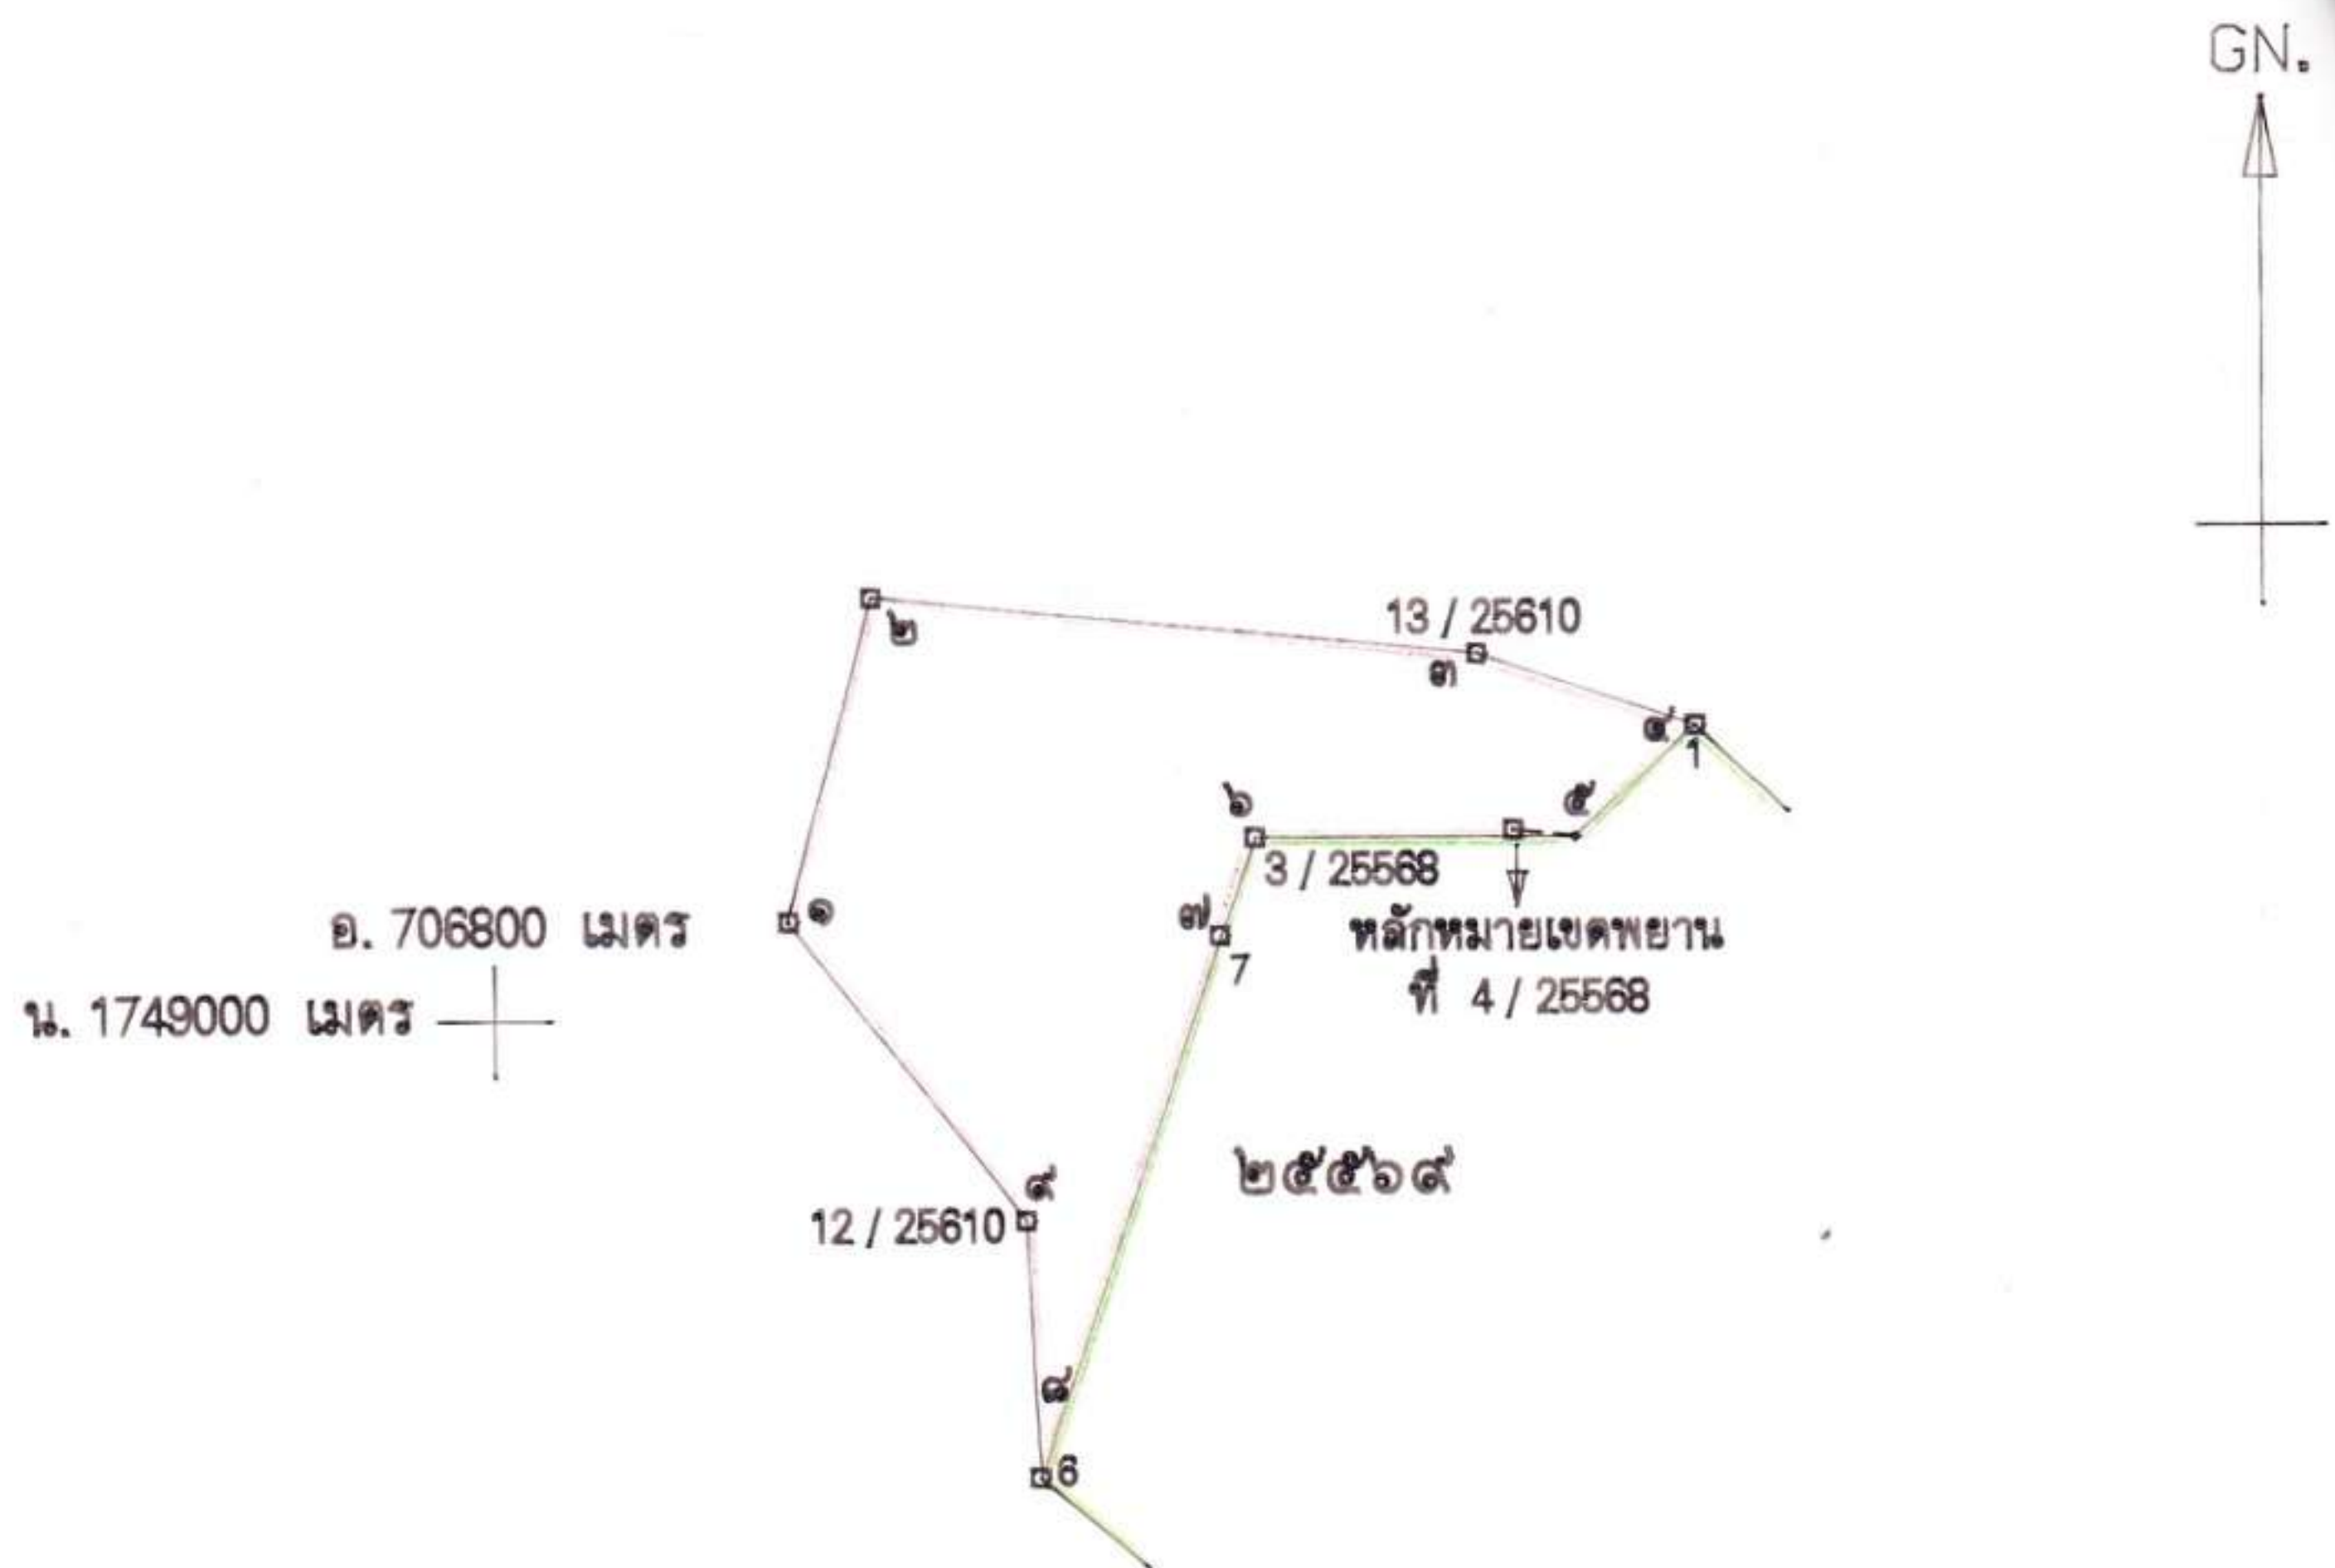 GN.
๒
13 / 25610
๓
๔
1
๖
๕
3 / 25568
๑
๗
7
อ. 706800 เมตร
หลักหมายเขตพยาน
ที่ 4 / 25568
น. 1749000 เมตร
๒๕๕๖๙
๙
12 / 25610
๘
6